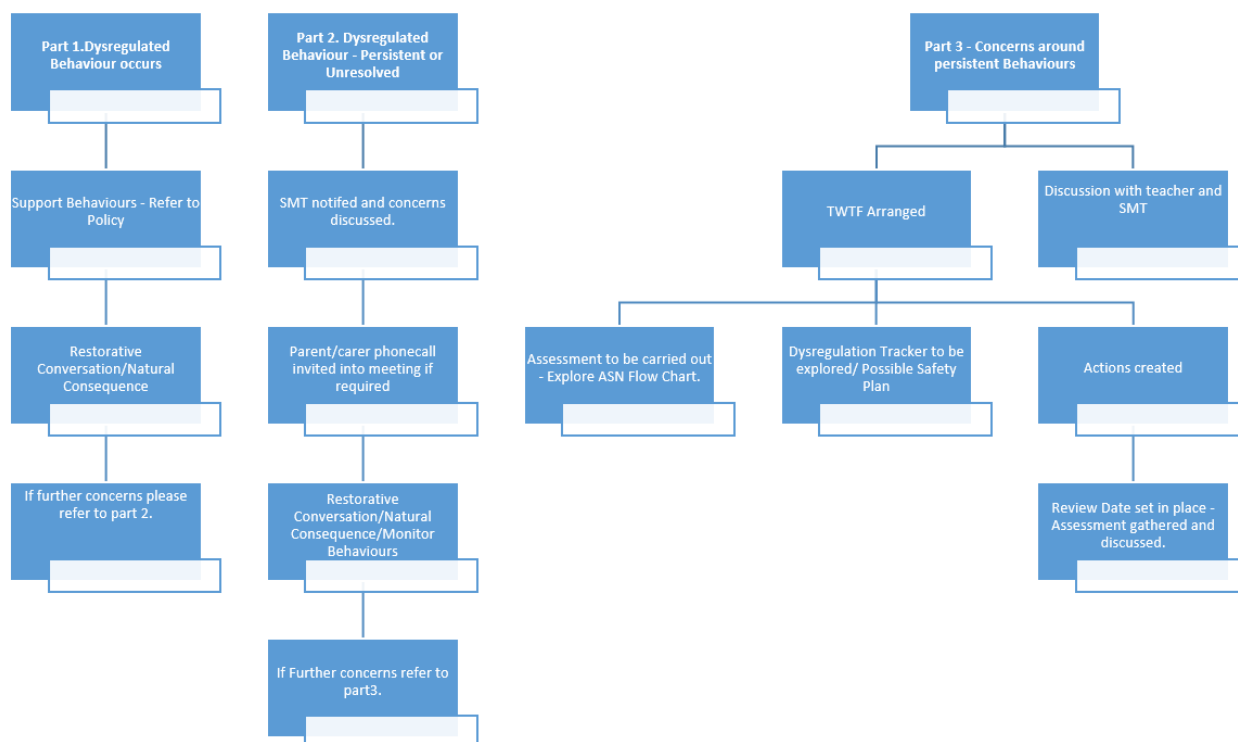 Part 1.Dysregulated
Behaviour occurs
Support Behaviours - Refer to
Policy
Restorative
Conversation/Natural
Consequence
If further concerns please
refer to part 2.
Part 2. Dysregulated
Behaviour - Persistent or
Unresolved
SMT notifed and concerns
discussed.
Parent/carer phonecall
invited into meeting if
required
Restorative
Conversation/Natural
Consequence/Monitor
Behaviours
If Further concerns refer to
part3.
Part 3 - Concerns around
persistent Behaviours
TWTF Arranged
Discussion with teacher and
SMT
Assessment to be carried out
- Explore ASN Flow Chart.
Dysregulation Tracker to be
explored/ Possible Safety
Plan
Actions created
Review Date set in place -
Assessment gathered and
discussed.